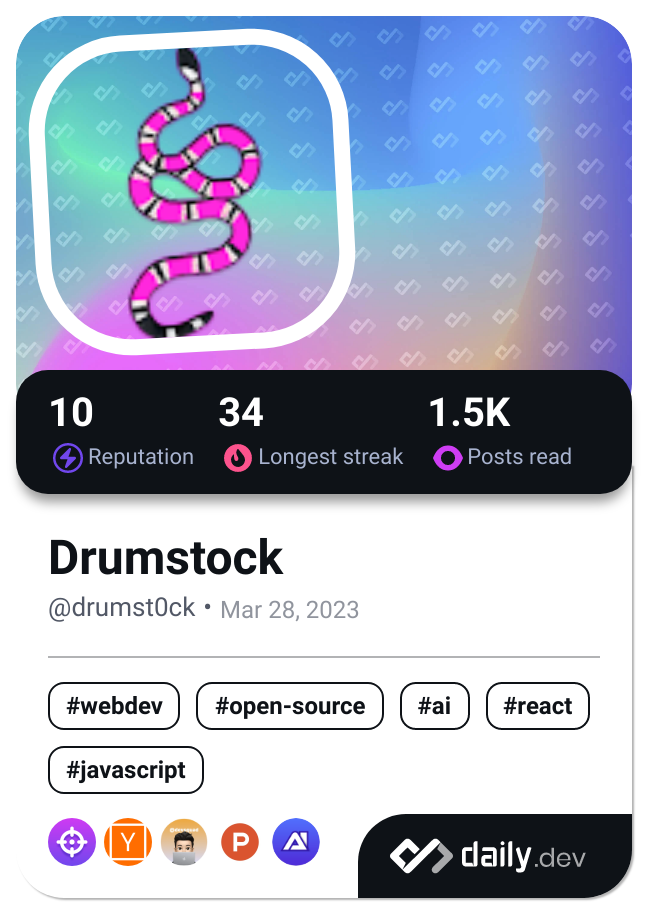 10 34 1.5K
Reputation Longest streak Posts read
Drumstock
@drumst0ck • Mar 28, 2023
#webdev #open-source #ai #react
#javascript
Y P AI
daily.dev